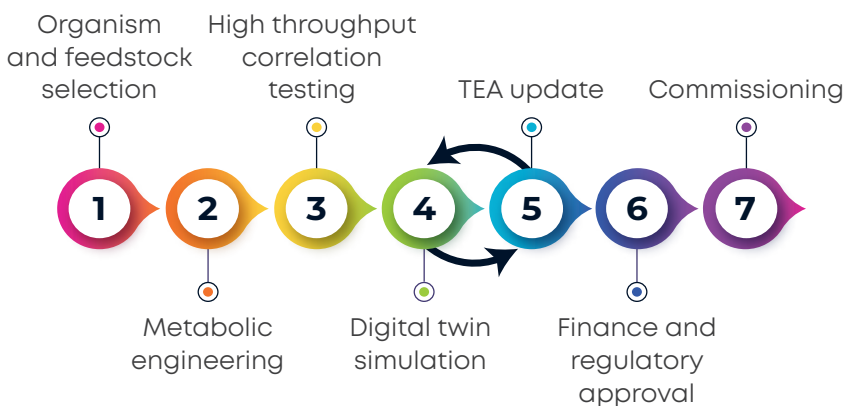 Organism
and feedstock
selection
High throughput
correlation
testing
TEA update
Commissioning
1
2
3
4
5
6
7
Metabolic
engineering
Digital twin
simulation
Finance and
regulatory
approval